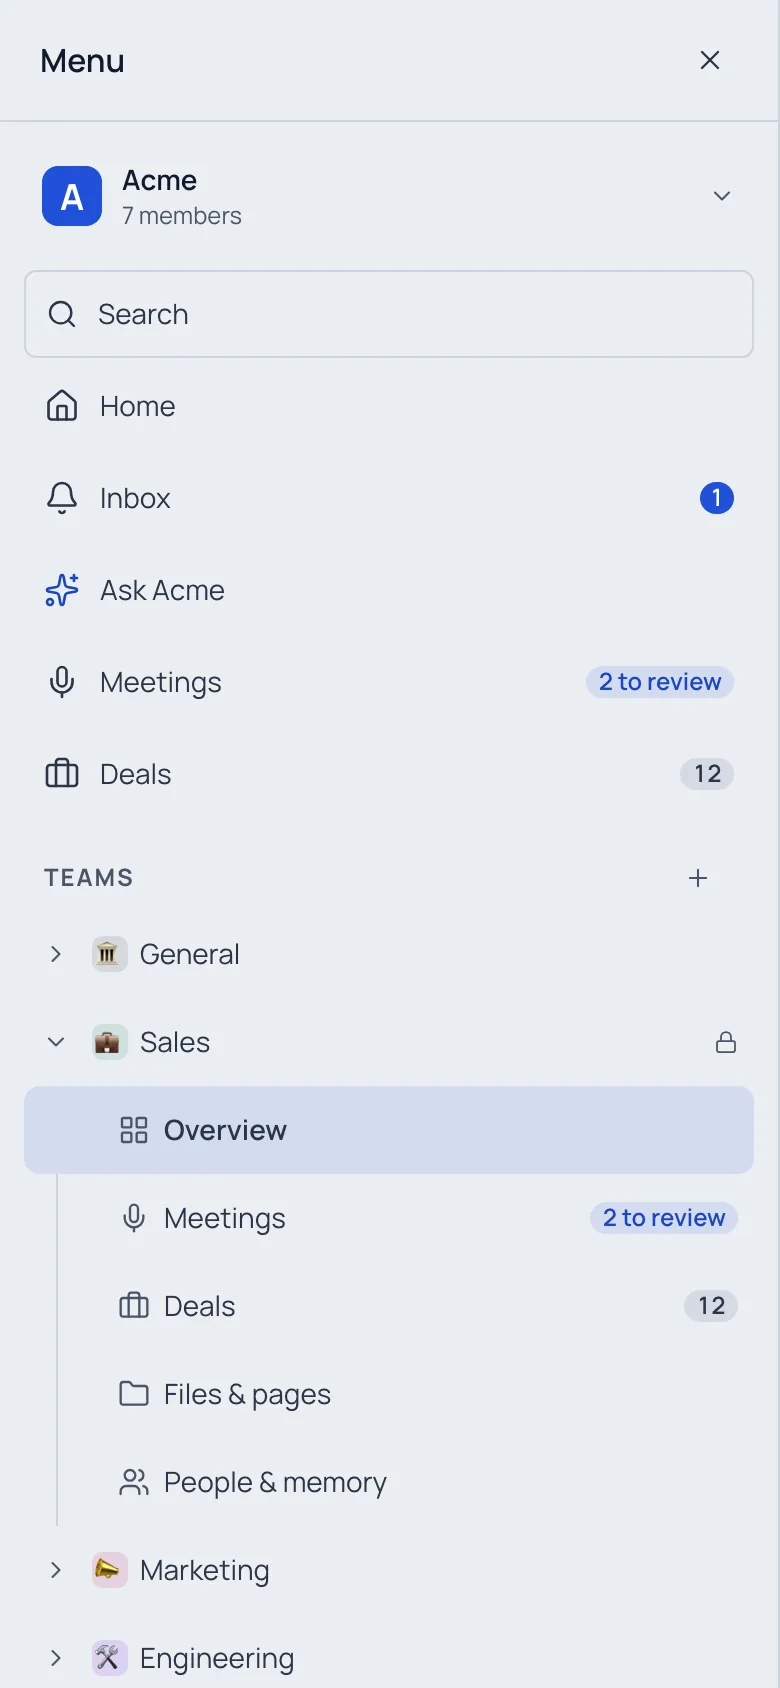 Menu
A
Acme
7 members
Search
Home
Inbox
1
Ask Acme
Meetings
2 to review
Deals
12
TEAMS
General
Sales
Overview
Meetings
2 to review
Deals
12
Files & pages
People & memory
Marketing
Engineering